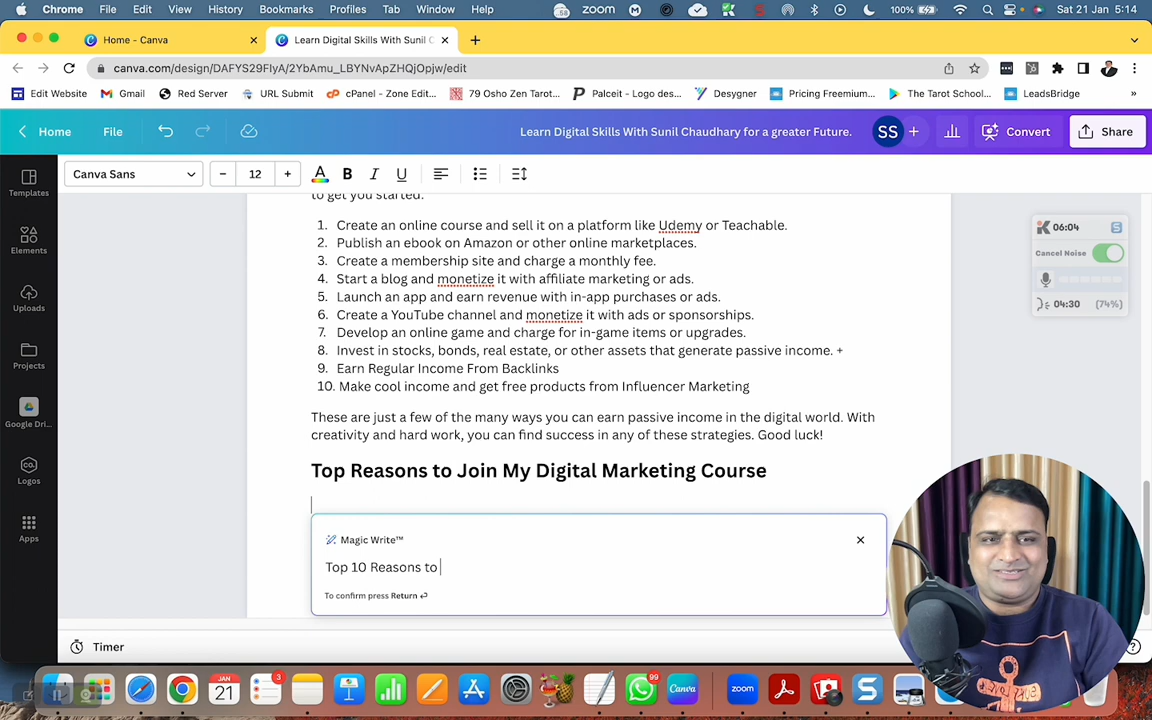 Chrome File Edit View History Bookmarks Profiles Tab Window Help
zoom 100% Sat 21 Jan 5:14
Home - Canva
Learn Digital Skills With Sunil C
canva.com/design/DAFYS29FIyA/2YbAmu_LBYNvApZHQjOpjw/edit
Edit Website Gmail Red Server URL Submit cPanel - Zone Edit... 79 Osho Zen Tarot... Palceit - Logo des... Desygner Pricing Freemium... The Tarot School... LeadsBridge »
Home File Learn Digital Skills With Sunil Chaudhary for a greater Future. SS + Convert Share
Canva Sans − 12 + A B I U
Templates
Elements
Uploads
Projects
Google Dri...
Logos
Apps
to get you started.
1. Create an online course and sell it on a platform like Udemy or Teachable.
2. Publish an ebook on Amazon or other online marketplaces.
3. Create a membership site and charge a monthly fee.
4. Start a blog and monetize it with affiliate marketing or ads.
5. Launch an app and earn revenue with in-app purchases or ads.
6. Create a YouTube channel and monetize it with ads or sponsorships.
7. Develop an online game and charge for in-game items or upgrades.
8. Invest in stocks, bonds, real estate, or other assets that generate passive income. +
9. Earn Regular Income From Backlinks
10. Make cool income and get free products from Influencer Marketing
These are just a few of the many ways you can earn passive income in the digital world. With
creativity and hard work, you can find success in any of these strategies. Good luck!
Top Reasons to Join My Digital Marketing Course
Magic Write™
Top 10 Reasons to
To confirm press Return
06:04
Cancel Noise
04:30 (74%)
Timer
JAN
21
3
99
Canva
zoom